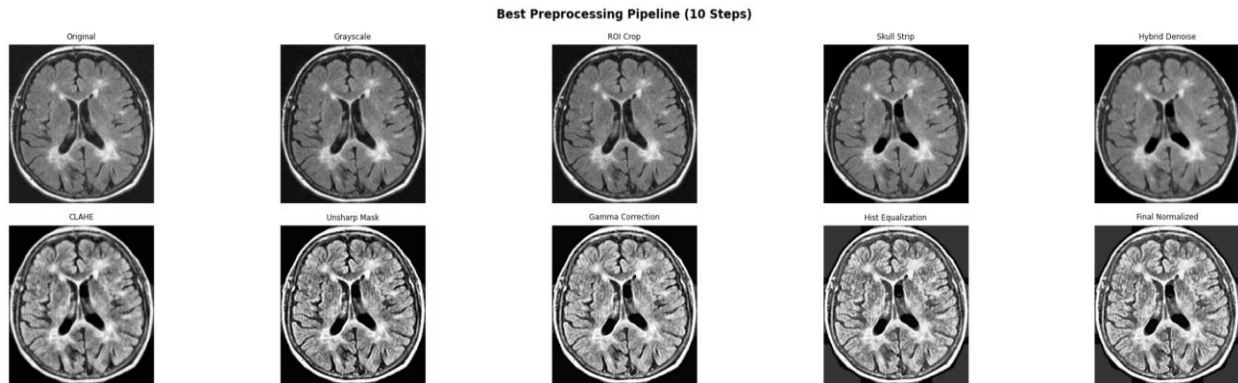 Best Preprocessing Pipeline (10 Steps)
Original Grayscale ROI Crop Skull Strip Hybrid Denoise
CLAHE Unsharp Mask Gamma Correction Hist Equalization Final Normalized